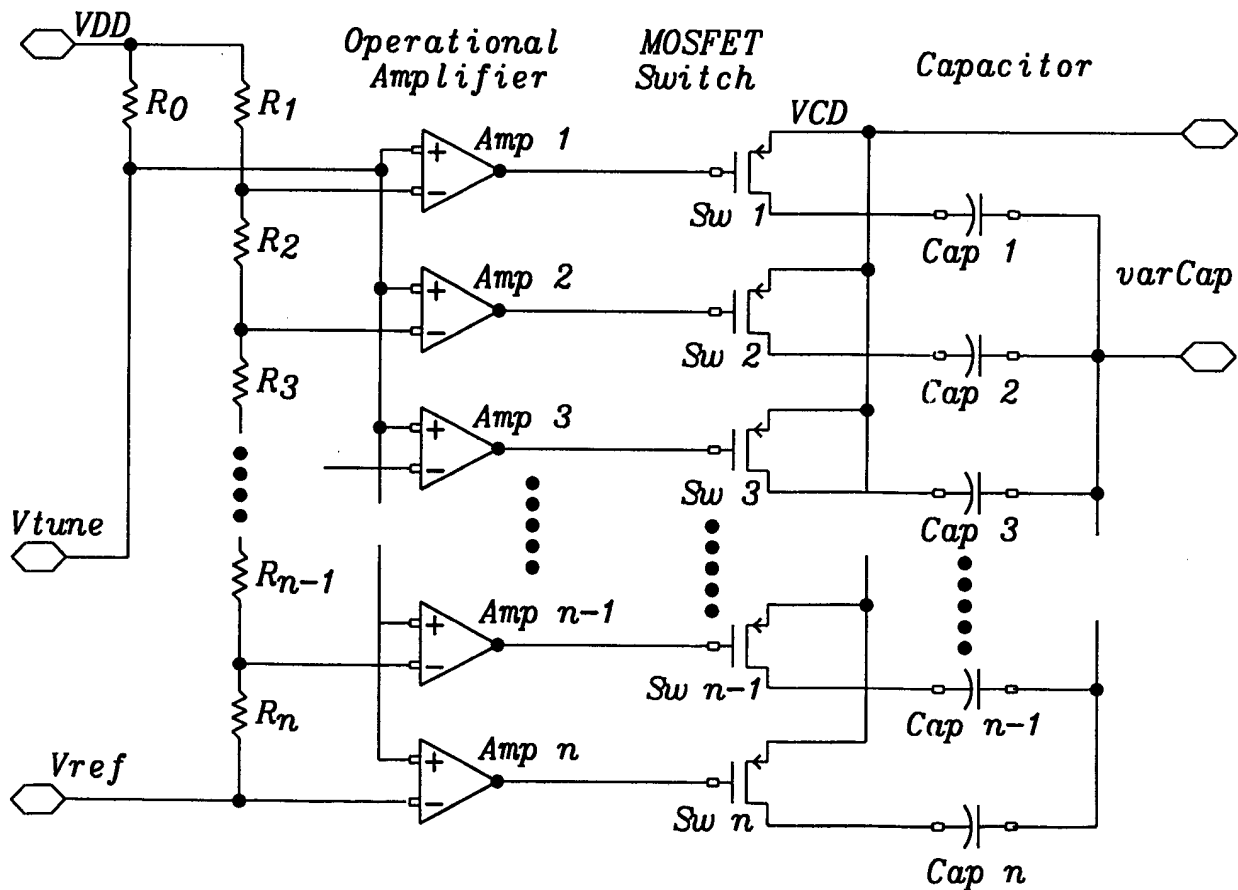 VDD
Operational
Amplifier
MOSFET
Switch
Capacitor
R0
R1
Amp 1
VCD
+
−
Sw 1
Cap 1
R2
Amp 2
varCap
+
−
Sw 2
Cap 2
R3
Amp 3
+
−
Sw 3
Cap 3
Vtune
Rn-1
Amp n-1
+
−
Sw n-1
Cap n-1
Rn
Amp n
+
−
Vref
Sw n
Cap n